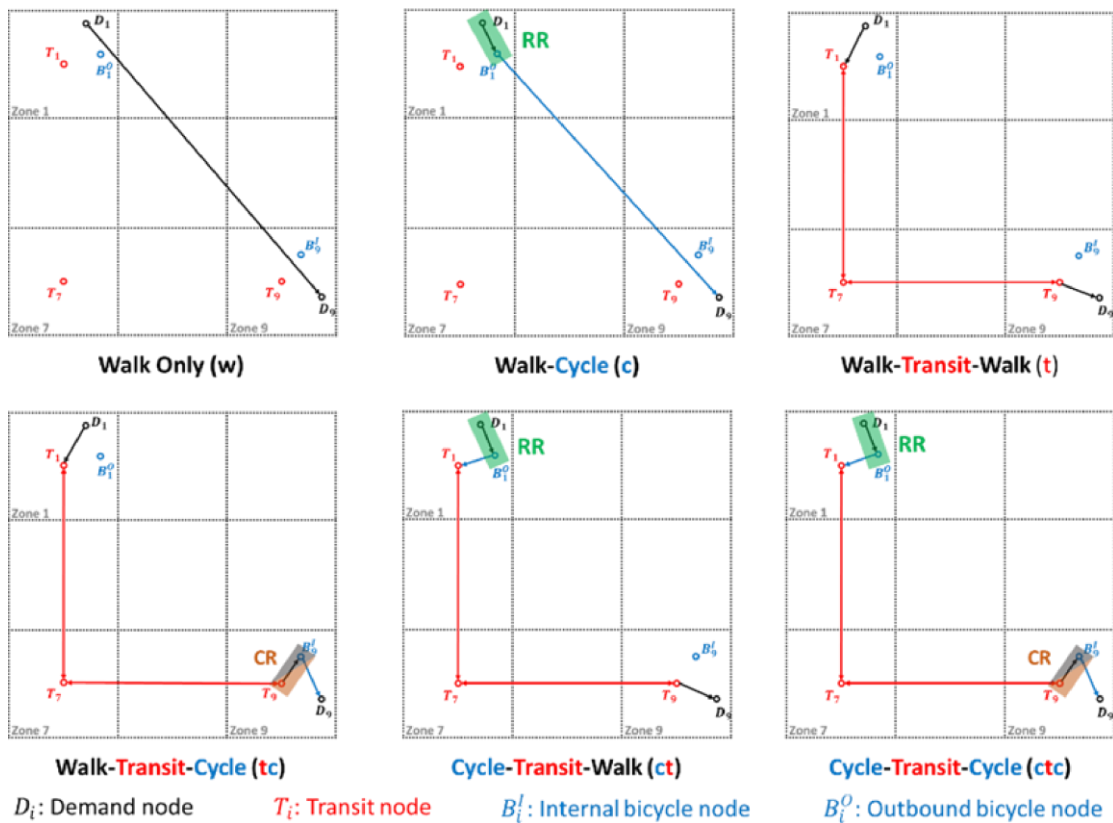 D₁
T₁
B₁ᴼ
Zone 1
B₉ᴵ
T₇
T₉
D₉
Zone 7
Zone 9
Walk Only (w)
D₁
RR
T₁
B₁ᴼ
Zone 1
B₉ᴵ
T₇
T₉
D₉
Zone 7
Zone 9
Walk-Cycle (c)
D₁
T₁
B₁ᴼ
Zone 1
B₉ᴵ
T₇
T₉
D₉
Zone 7
Zone 9
Walk-Transit-Walk (t)
D₁
T₁
B₁ᴼ
Zone 1
CR
B₉ᴵ
T₇
T₉
D₉
Zone 7
Zone 9
Walk-Transit-Cycle (tc)
D₁
RR
T₁
B₁ᴼ
Zone 1
B₉ᴵ
T₇
T₉
D₉
Zone 7
Zone 9
Cycle-Transit-Walk (ct)
D₁
RR
T₁
B₁ᴼ
Zone 1
CR
B₉ᴵ
T₇
T₉
D₉
Zone 7
Zone 9
Cycle-Transit-Cycle (ctc)
Dᵢ: Demand node Tᵢ: Transit node Bᵢᴵ: Internal bicycle node Bᵢᴼ: Outbound bicycle node